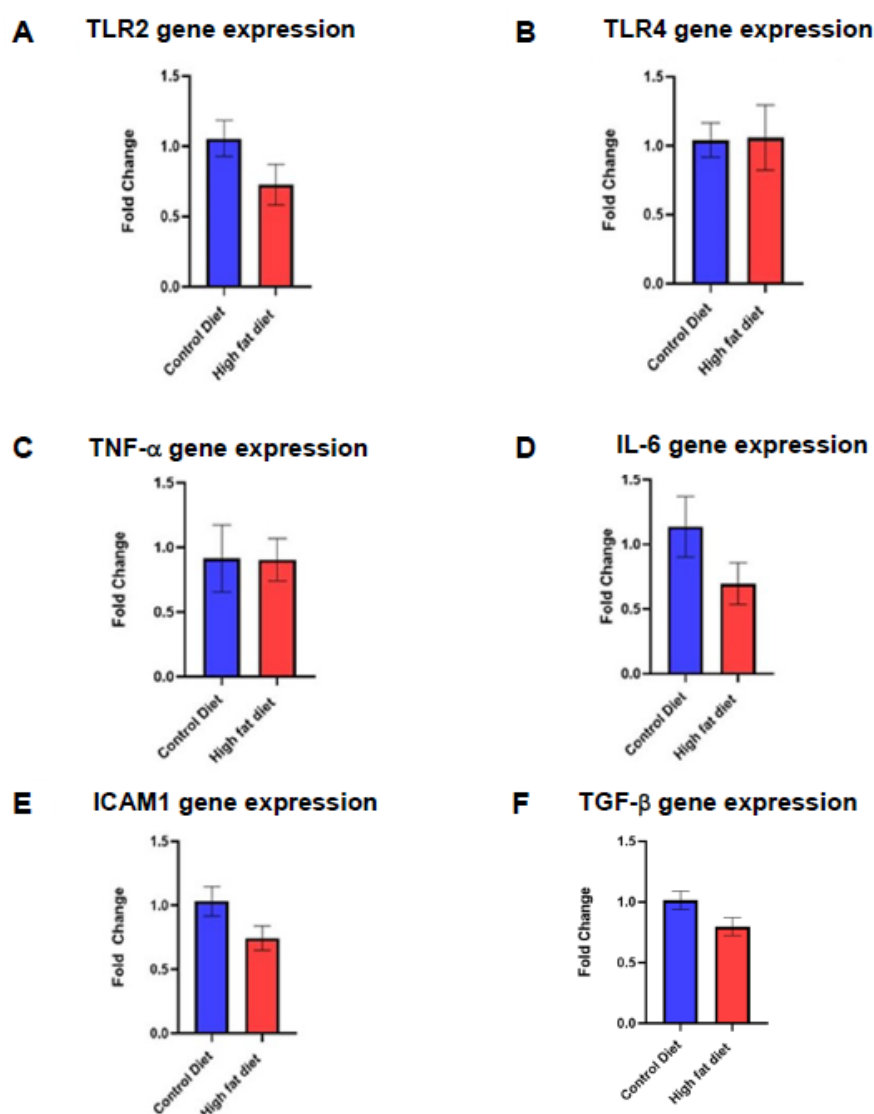 A TLR2 gene expression
B TLR4 gene expression
1.5
1.0
0.5
0.0
Fold Change
Control Diet
High fat diet
1.5
1.0
0.5
0.0
Fold Change
Control Diet
High fat diet
C TNF-α gene expression
D IL-6 gene expression
1.5
1.0
0.5
0.0
Fold Change
Control Diet
High fat diet
1.5
1.0
0.5
0.0
Fold Change
Control Diet
High fat diet
E ICAM1 gene expression
F TGF-β gene expression
1.5
1.0
0.5
0.0
Fold Change
Control Diet
High fat diet
1.5
1.0
0.5
0.0
Fold Change
Control Diet
High fat diet